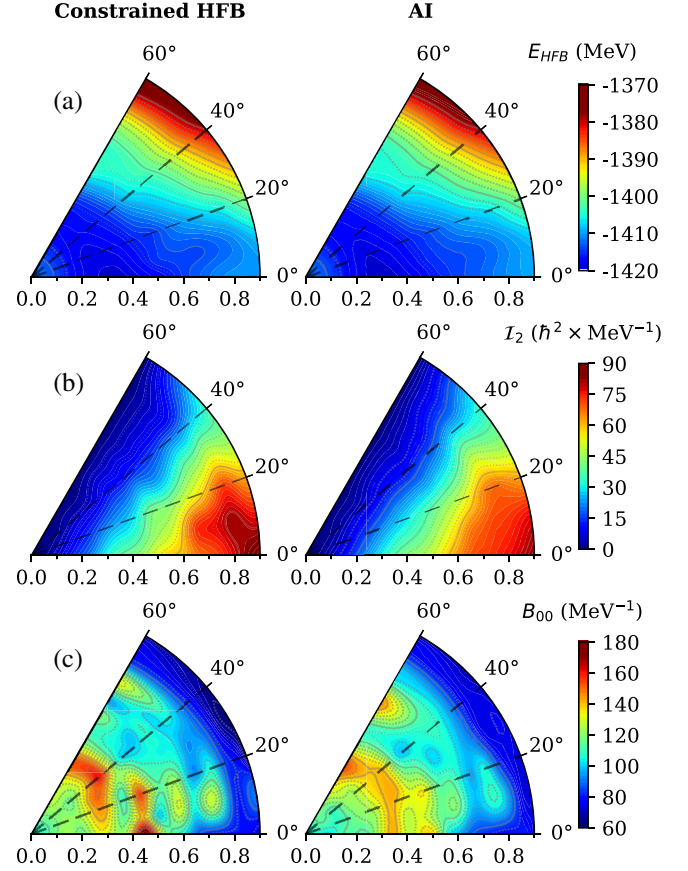 Constrained HFB AI
60° 60° E_HFB (MeV)
(a) 40° 40° -1370
-1380
20° 20° -1390
-1400
-1410
0° 0° -1420
0.0 0.2 0.4 0.6 0.8 0.0 0.2 0.4 0.6 0.8
60° 60° I₂ (ħ² × MeV⁻¹)
(b) 40° 40° 90
75
20° 20° 60
45
30
15
0° 0° 0
0.0 0.2 0.4 0.6 0.8 0.0 0.2 0.4 0.6 0.8
60° 60° B₀₀ (MeV⁻¹)
(c) 40° 40° 180
160
20° 20° 140
120
100
80
0° 0° 60
0.0 0.2 0.4 0.6 0.8 0.0 0.2 0.4 0.6 0.8